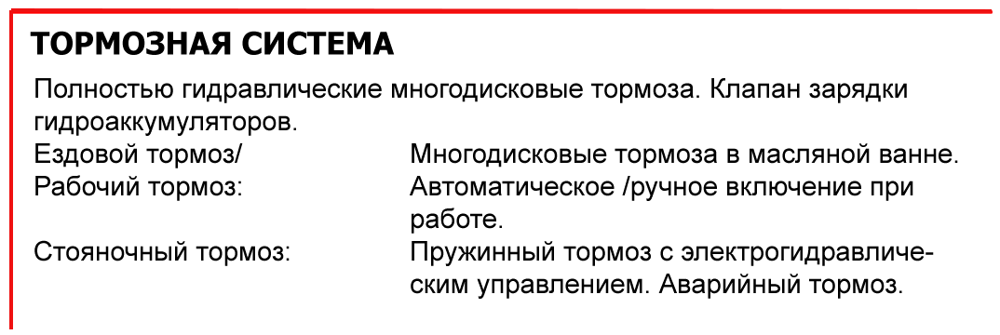 ТОРМОЗНАЯ СИСТЕМА
Полностью гидравлические многодисковые тормоза. Клапан зарядки
гидроаккумуляторов.
Ездовой тормоз/ Многодисковые тормоза в масляной ванне.
Рабочий тормоз: Автоматическое /ручное включение при
работе.
Стояночный тормоз: Пружинный тормоз с электрогидравличе-
ским управлением. Аварийный тормоз.